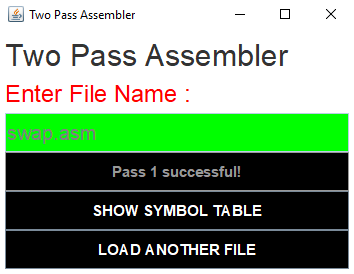 Two Pass Assembler
Two Pass Assembler
Enter File Name :
swap.asm
Pass 1 successful!
SHOW SYMBOL TABLE
LOAD ANOTHER FILE